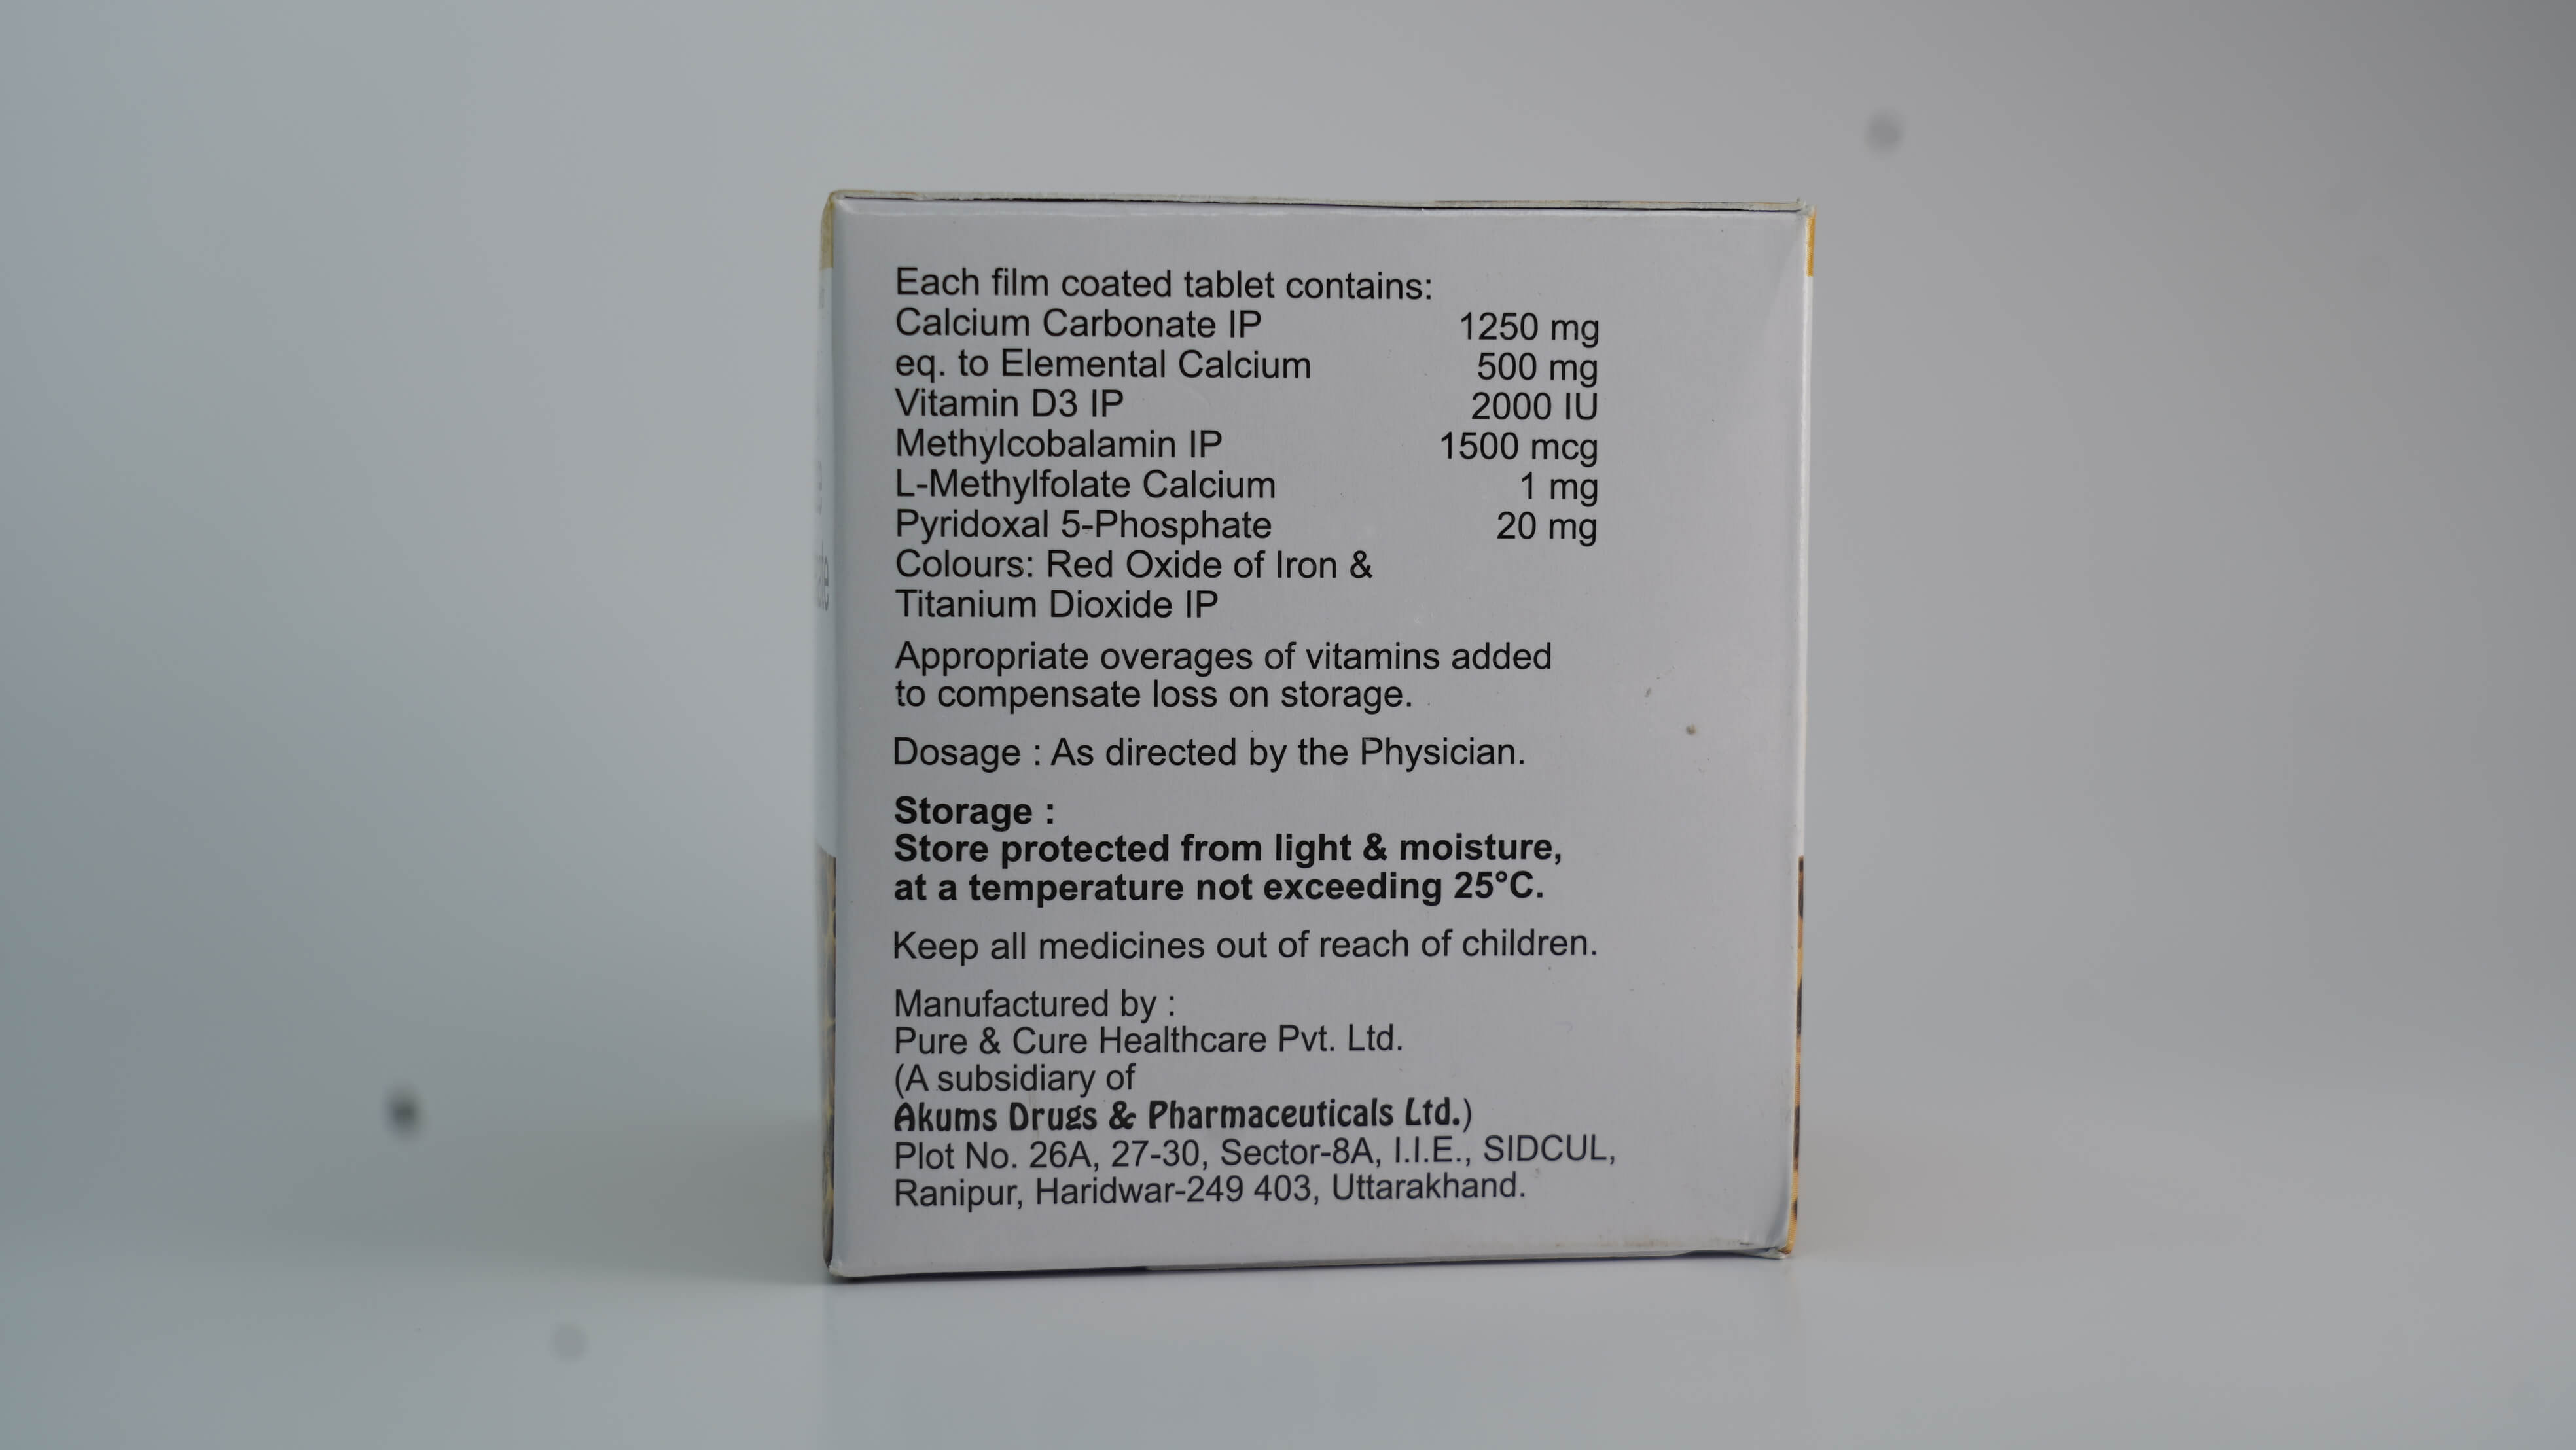 Each film coated tablet contains:
Calcium Carbonate IP 1250 mg
eq. to Elemental Calcium 500 mg
Vitamin D3 IP 2000 IU
Methylcobalamin IP 1500 mcg
L-Methylfolate Calcium 1 mg
Pyridoxal 5-Phosphate 20 mg
Colours: Red Oxide of Iron &
Titanium Dioxide IP
Appropriate overages of vitamins added
to compensate loss on storage.
Dosage : As directed by the Physician.
Storage :
Store protected from light & moisture,
at a temperature not exceeding 25°C.
Keep all medicines out of reach of children.
Manufactured by :
Pure & Cure Healthcare Pvt. Ltd.
(A subsidiary of
Akums Drugs & Pharmaceuticals Ltd.)
Plot No. 26A, 27-30, Sector-8A, I.I.E., SIDCUL,
Ranipur, Haridwar-249 403, Uttarakhand.